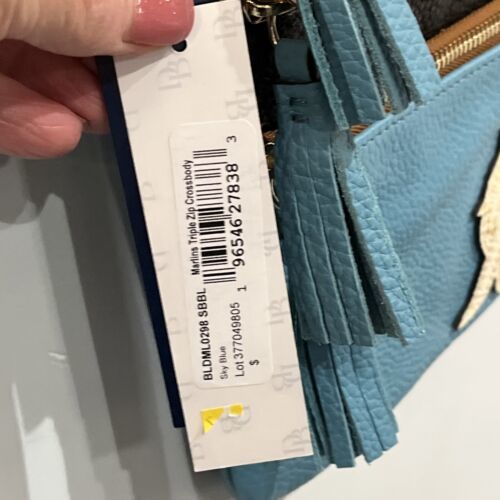 Marlins Triple Zip Crossbody
1 96546 27838 3
BLDML0298 SBBL
Sky Blue
Lot 377049805
$